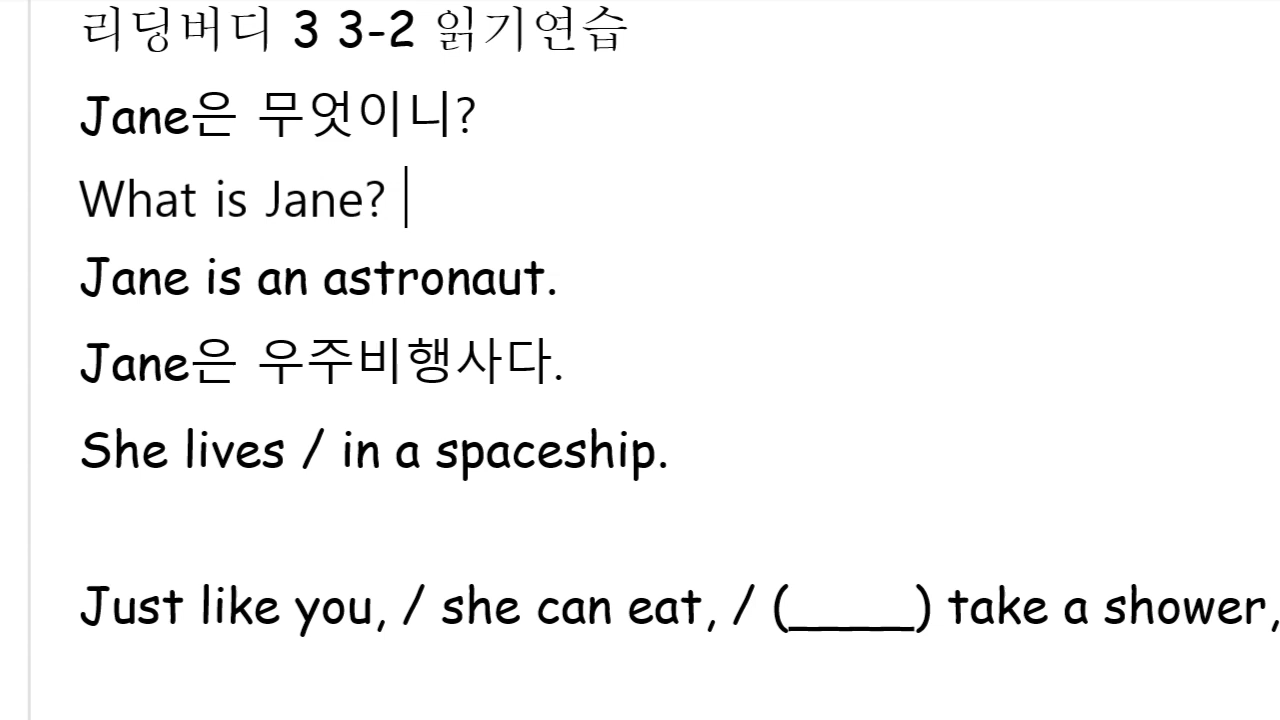 리딩버디 3 3-2 읽기연습
Jane은 무엇이니?
What is Jane?
Jane is an astronaut.
Jane은 우주비행사다.
She lives / in a spaceship.
Just like you, / she can eat, / (____) take a shower,